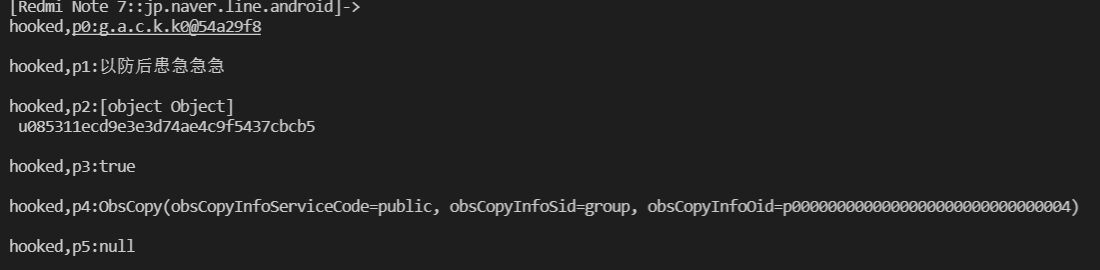 [Redmi Note 7::jp.naver.line.android]->
hooked,p0:g.a.c.k.k0@54a29f8
hooked,p1:以防后患急急急
hooked,p2:[object Object]
u085311ecd9e3e3d74ae4c9f5437cbcb5
hooked,p3:true
hooked,p4:ObsCopy(obsCopyInfoServiceCode=public, obsCopyInfoSid=group, obsCopyInfoOid=p00000000000000000000000000000004)
hooked,p5:null